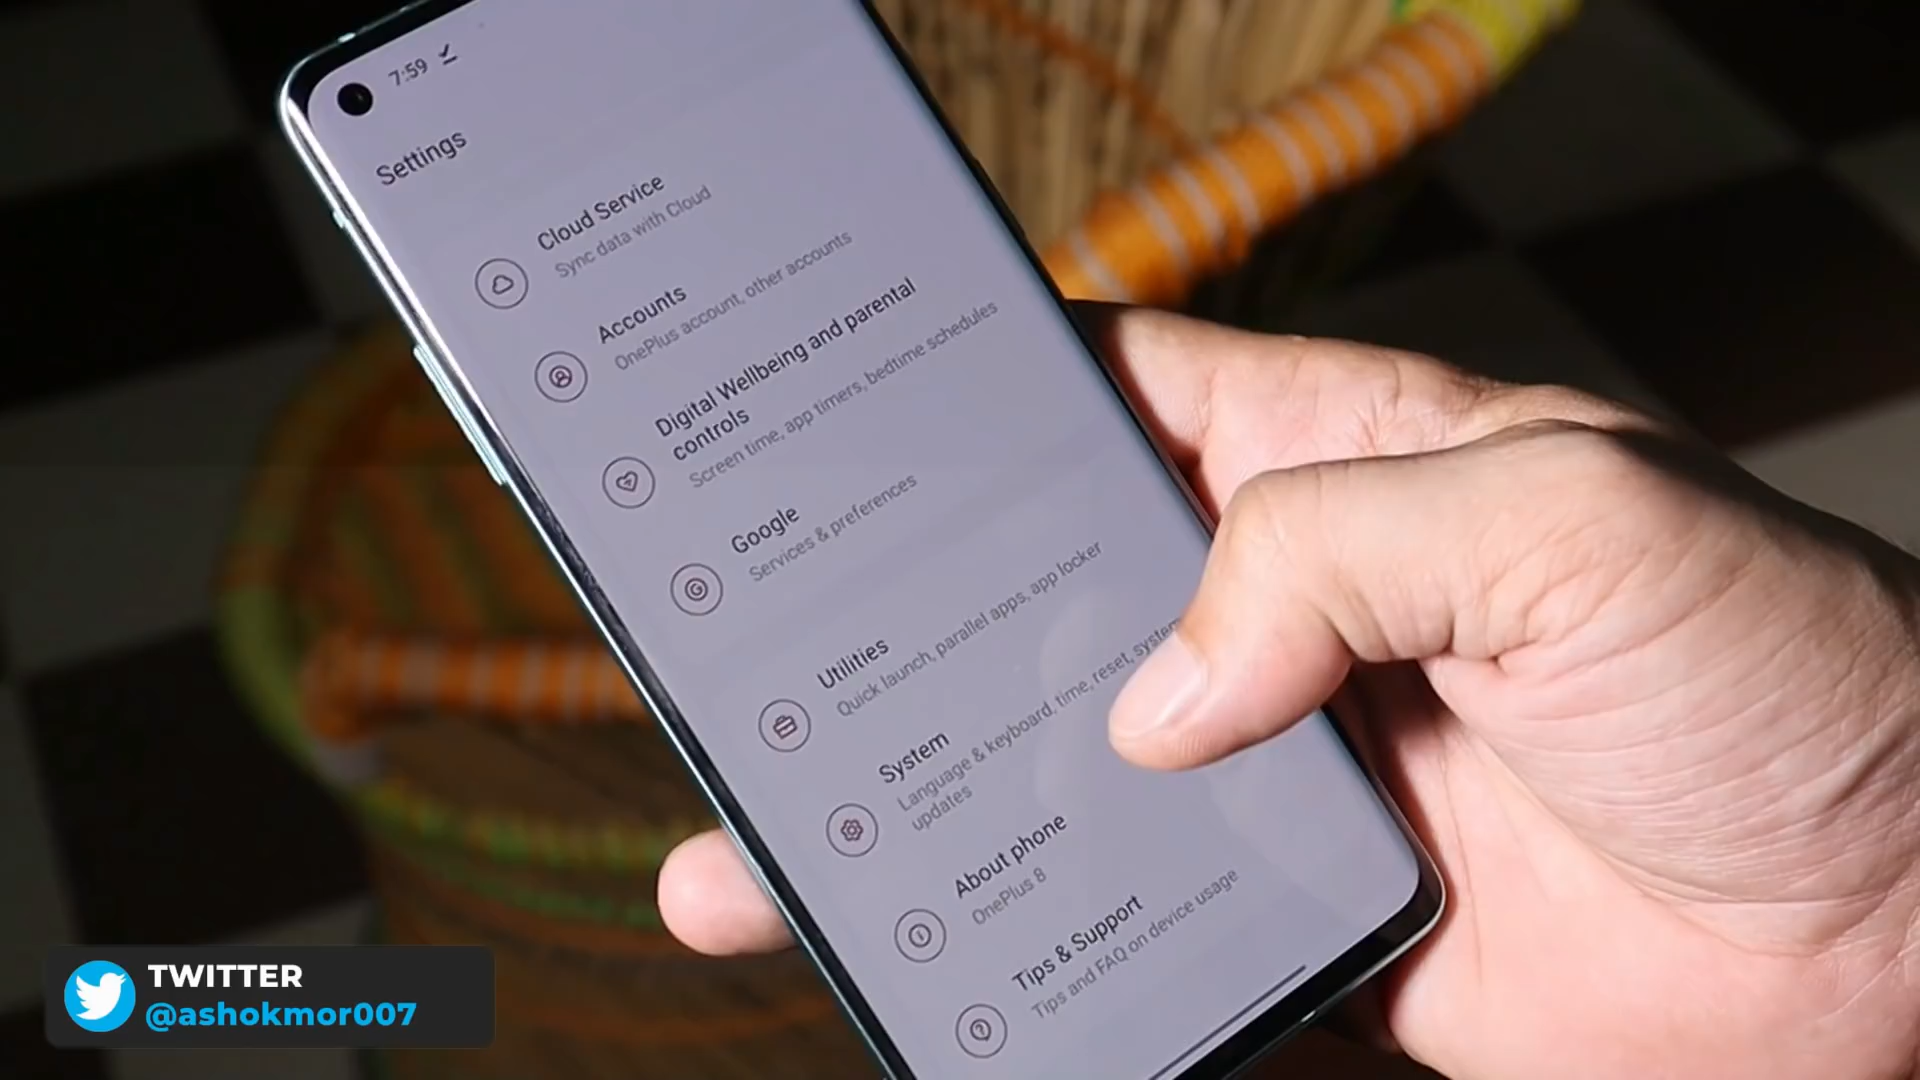 7:59
Settings
Cloud Service
Sync data with Cloud
Accounts
OnePlus account, other accounts
Digital Wellbeing and parental
controls
Screen time, app timers, bedtime schedules
Google
Services & preferences
Utilities
Quick launch, parallel apps, app locker
System
Language & keyboard, time, reset, system
updates
About phone
OnePlus 8
Tips & Support
Tips and FAQ on device usage
TWITTER
@ashokmor007